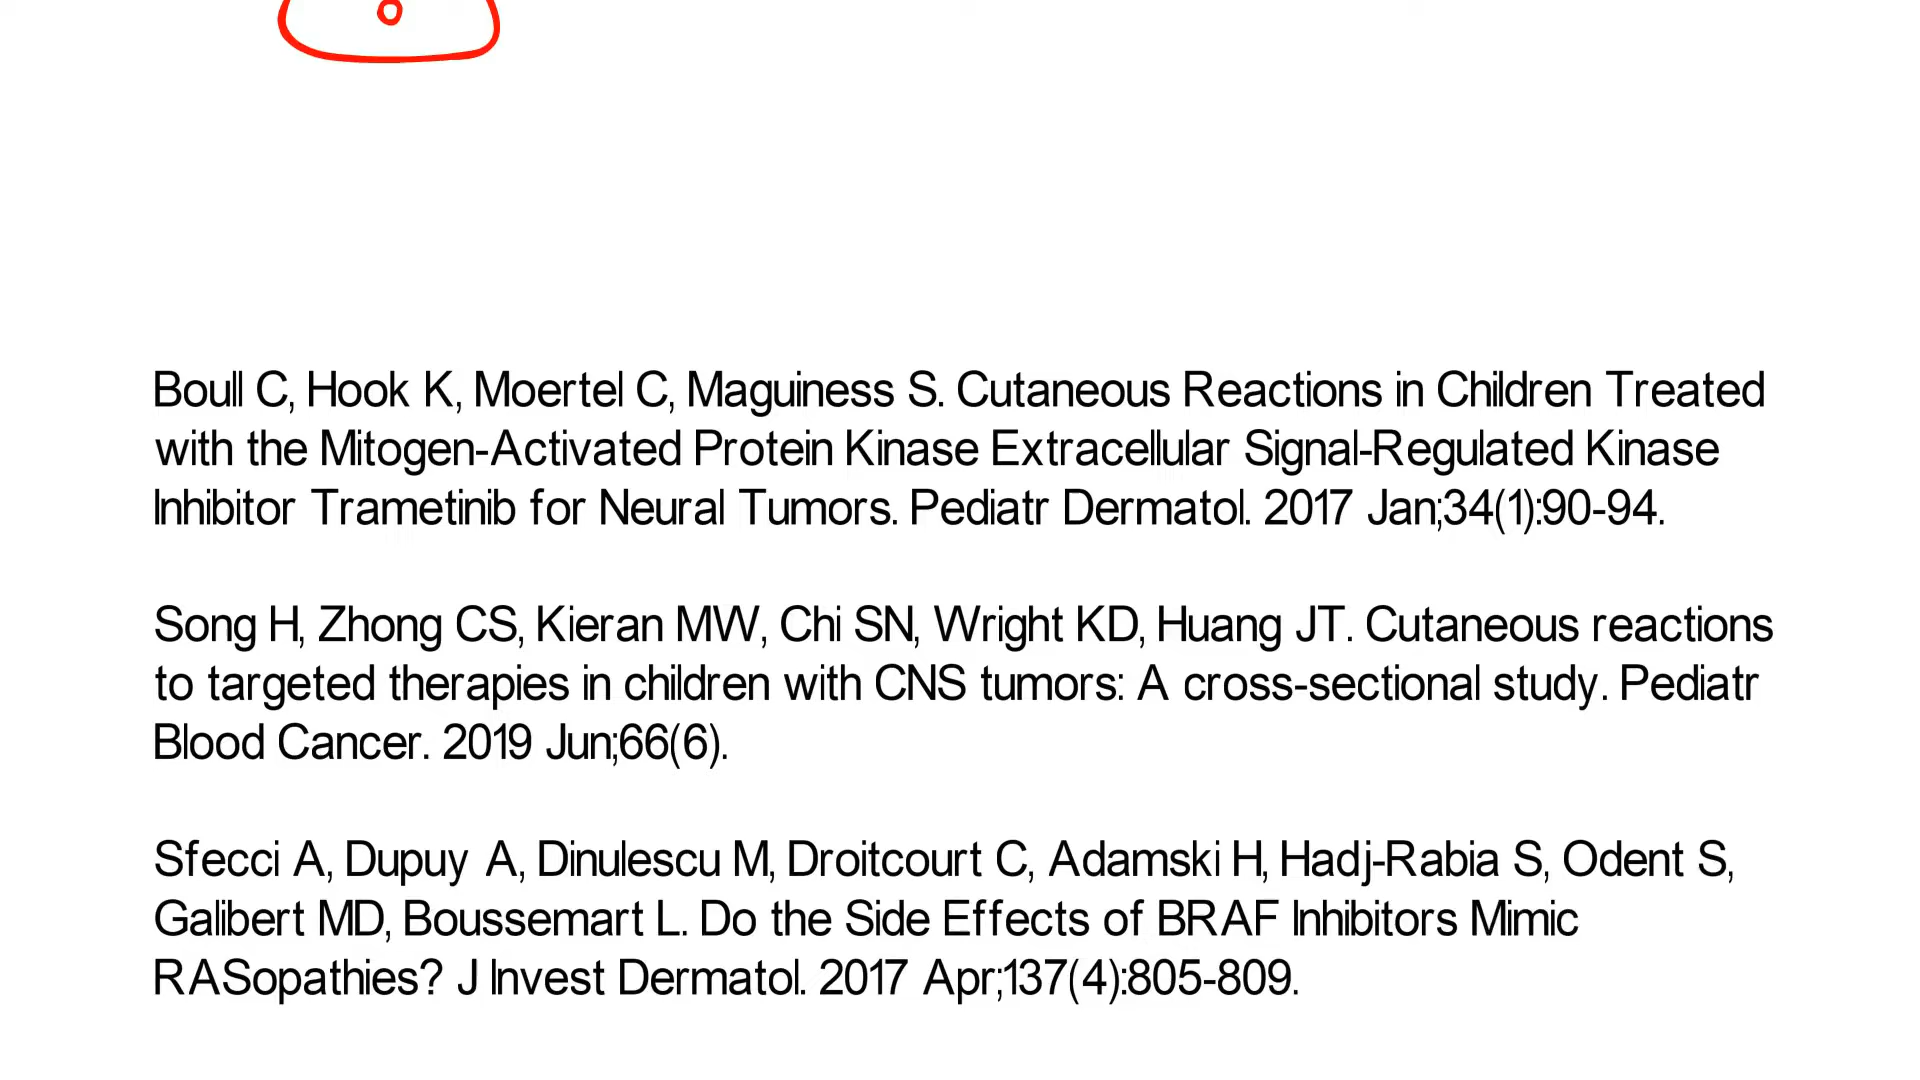 Boull C, Hook K, Moertel C, Maguiness S. Cutaneous Reactions in Children Treated
with the Mitogen-Activated Protein Kinase Extracellular Signal-Regulated Kinase
Inhibitor Trametinib for Neural Tumors. Pediatr Dermatol. 2017 Jan;34(1):90-94.
Song H, Zhong CS, Kieran MW, Chi SN, Wright KD, Huang JT. Cutaneous reactions
to targeted therapies in children with CNS tumors: A cross-sectional study. Pediatr
Blood Cancer. 2019 Jun;66(6).
Sfecci A, Dupuy A, Dinulescu M, Droitcourt C, Adamski H, Hadj-Rabia S, Odent S,
Galibert MD, Boussemart L. Do the Side Effects of BRAF Inhibitors Mimic
RASopathies? J Invest Dermatol. 2017 Apr;137(4):805-809.